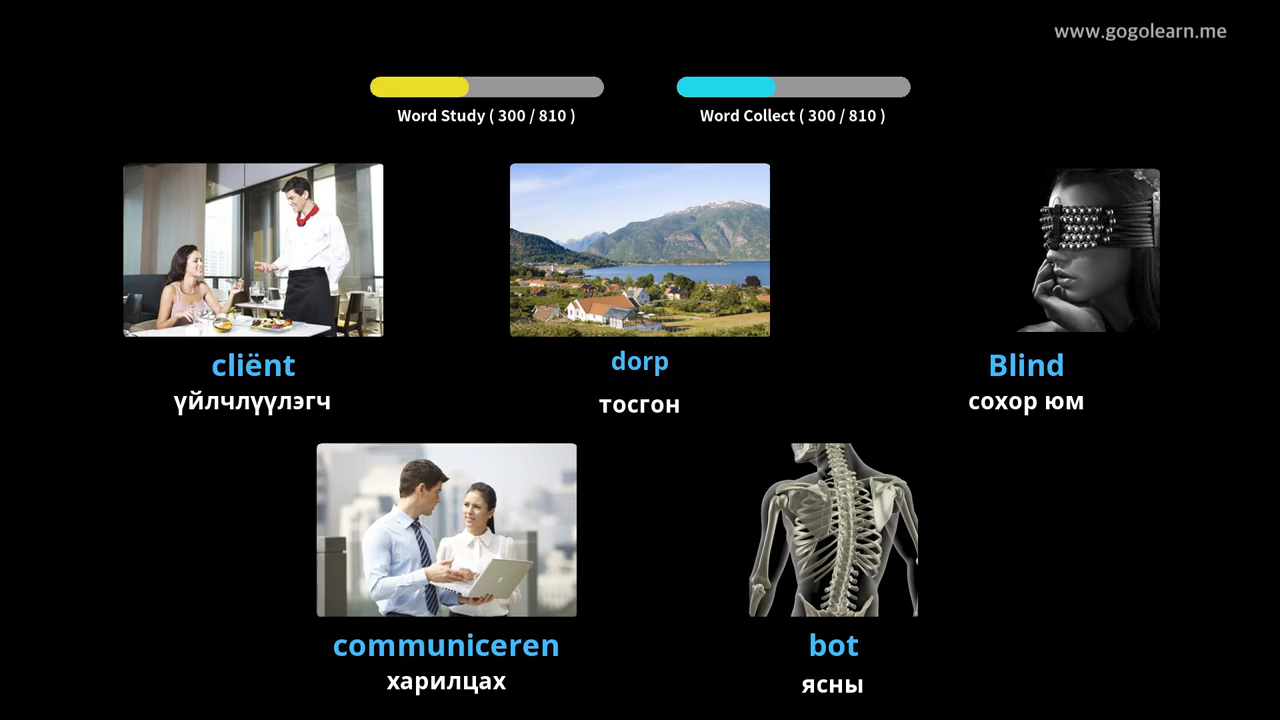 www.gogolearn.me
Word Study ( 300 / 810 )
Word Collect ( 300 / 810 )
cliënt
үйлчлүүлэгч
dorp
тосгон
Blind
сохор юм
communiceren
харилцах
bot
ясны